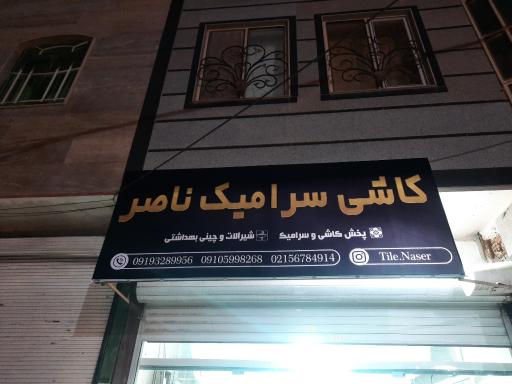 کاشی سرامیک ناصر
پخش کاشی و سرامیک شیرالات و چینی بهداشتی
09193289956 09105998268 02156784914 Tile.Naser